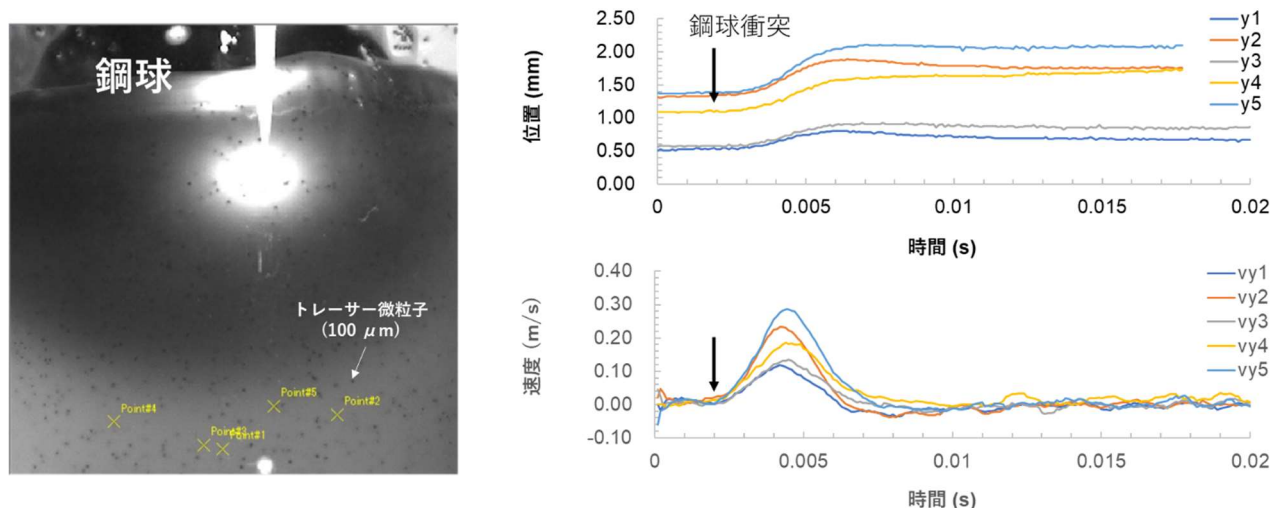 鋼球
トレーサー微粒子
(100 μm)
Point#4
Point#5
Point#2
Point#3
Point#1
位置 (mm)
2.50
2.00
1.50
1.00
0.50
0.00
鋼球衝突
y1
y2
y3
y4
y5
0
0.005
0.01
0.015
0.02
時間 (s)
速度 (m/s)
0.40
0.30
0.20
0.10
0.00
-0.10
vy1
vy2
vy3
vy4
vy5
0
0.005
0.01
0.015
0.02
時間 (s)